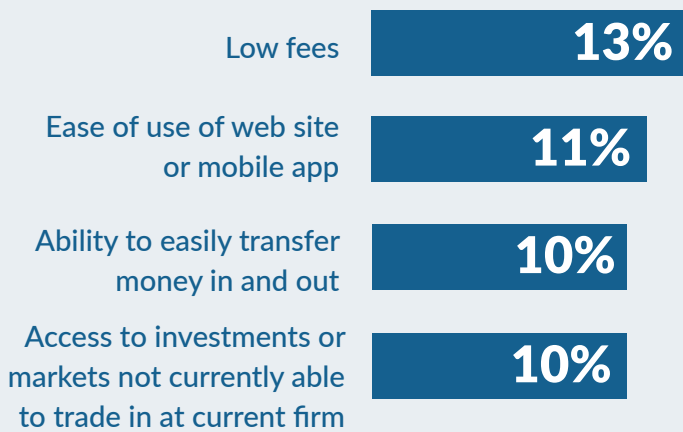 Low fees
13%
Ease of use of web site
or mobile app
11%
Ability to easily transfer
money in and out
10%
Access to investments or
markets not currently able
to trade in at current firm
10%